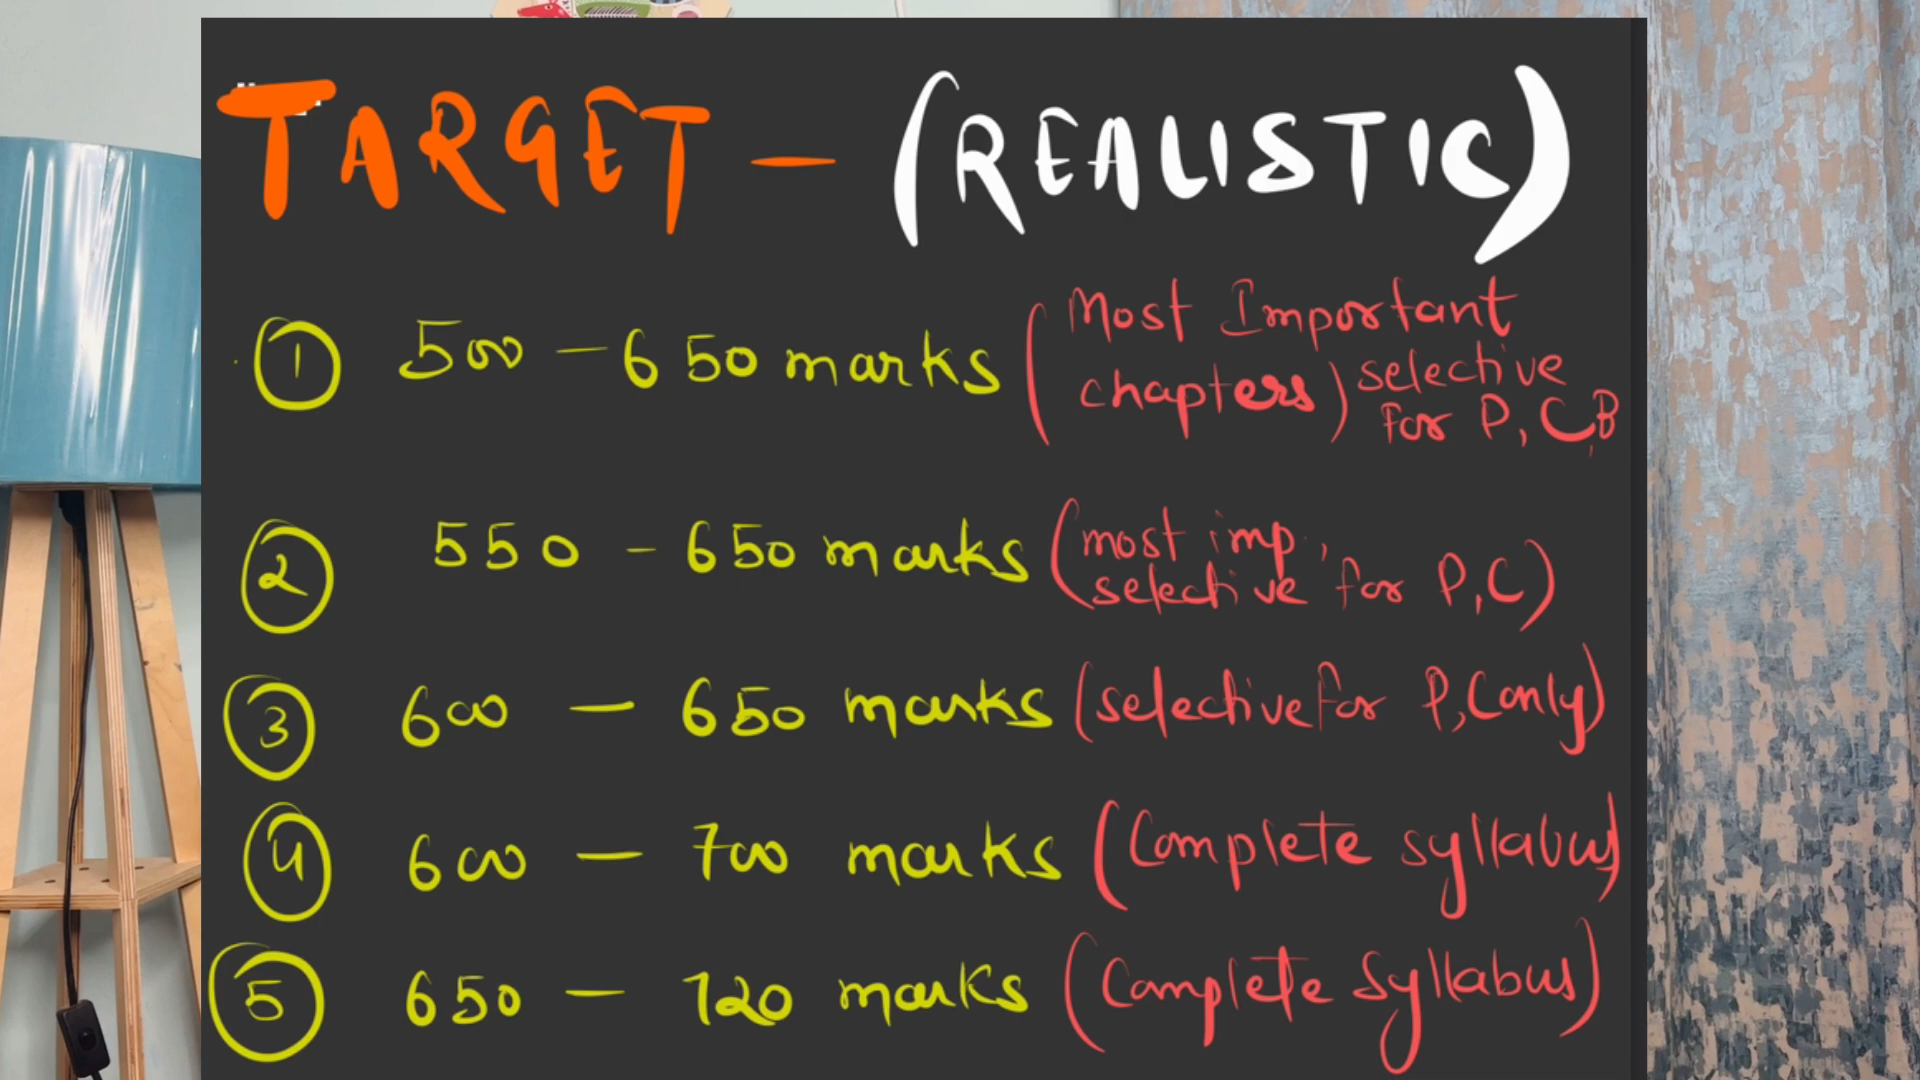 TARGET - (REALISTIC)
① 500 - 650 marks (Most Important chapters) selective for P, C, B
② 550 - 650 marks (most imp, selective for P, C)
③ 600 - 650 marks (selective for P, C only)
④ 600 - 700 marks (Complete syllabus)
⑤ 650 - 720 marks (Complete Syllabus)